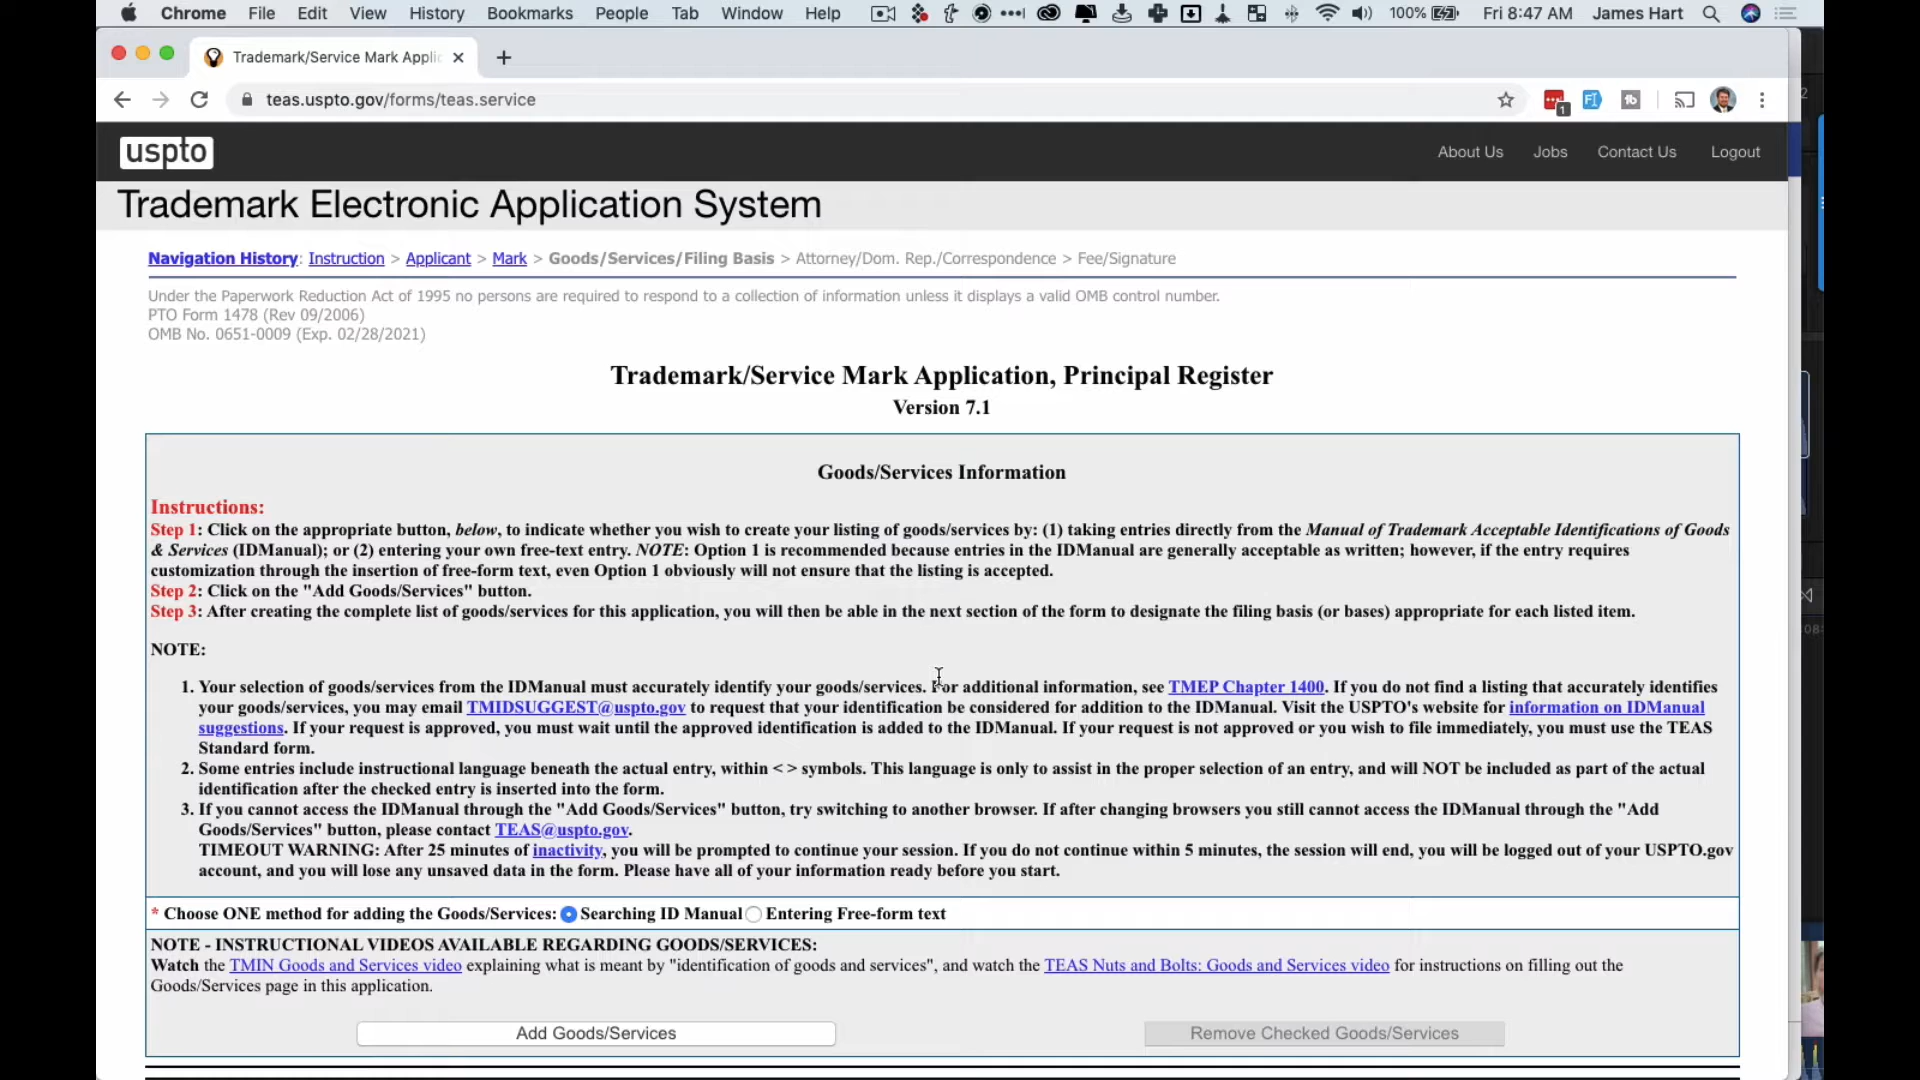 Chrome File Edit View History Bookmarks People Tab Window Help 100% Fri 8:47 AM James Hart
Trademark/Service Mark Applic
teas.uspto.gov/forms/teas.service
1
uspto
About Us Jobs Contact Us Logout
Trademark Electronic Application System
Navigation History: Instruction > Applicant > Mark > Goods/Services/Filing Basis > Attorney/Dom. Rep./Correspondence > Fee/Signature
Under the Paperwork Reduction Act of 1995 no persons are required to respond to a collection of information unless it displays a valid OMB control number.
PTO Form 1478 (Rev 09/2006)
OMB No. 0651-0009 (Exp. 02/28/2021)
Trademark/Service Mark Application, Principal Register
Version 7.1
Goods/Services Information
Instructions:
Step 1: Click on the appropriate button, below, to indicate whether you wish to create your listing of goods/services by: (1) taking entries directly from the Manual of Trademark Acceptable Identifications of Goods
& Services (IDManual); or (2) entering your own free-text entry. NOTE: Option 1 is recommended because entries in the IDManual are generally acceptable as written; however, if the entry requires
customization through the insertion of free-form text, even Option 1 obviously will not ensure that the listing is accepted.
Step 2: Click on the "Add Goods/Services" button.
Step 3: After creating the complete list of goods/services for this application, you will then be able in the next section of the form to designate the filing basis (or bases) appropriate for each listed item.
NOTE:
1. Your selection of goods/services from the IDManual must accurately identify your goods/services. For additional information, see TMEP Chapter 1400. If you do not find a listing that accurately identifies
your goods/services, you may email TMIDSUGGEST@uspto.gov to request that your identification be considered for addition to the IDManual. Visit the USPTO's website for information on IDManual
suggestions. If your request is approved, you must wait until the approved identification is added to the IDManual. If your request is not approved or you wish to file immediately, you must use the TEAS
Standard form.
2. Some entries include instructional language beneath the actual entry, within < > symbols. This language is only to assist in the proper selection of an entry, and will NOT be included as part of the actual
identification after the checked entry is inserted into the form.
3. If you cannot access the IDManual through the "Add Goods/Services" button, try switching to another browser. If after changing browsers you still cannot access the IDManual through the "Add
Goods/Services" button, please contact TEAS@uspto.gov.
TIMEOUT WARNING: After 25 minutes of inactivity, you will be prompted to continue your session. If you do not continue within 5 minutes, the session will end, you will be logged out of your USPTO.gov
account, and you will lose any unsaved data in the form. Please have all of your information ready before you start.
* Choose ONE method for adding the Goods/Services: Searching ID Manual Entering Free-form text
NOTE - INSTRUCTIONAL VIDEOS AVAILABLE REGARDING GOODS/SERVICES:
Watch the TMIN Goods and Services video explaining what is meant by "identification of goods and services", and watch the TEAS Nuts and Bolts: Goods and Services video for instructions on filling out the
Goods/Services page in this application.
Add Goods/Services Remove Checked Goods/Services